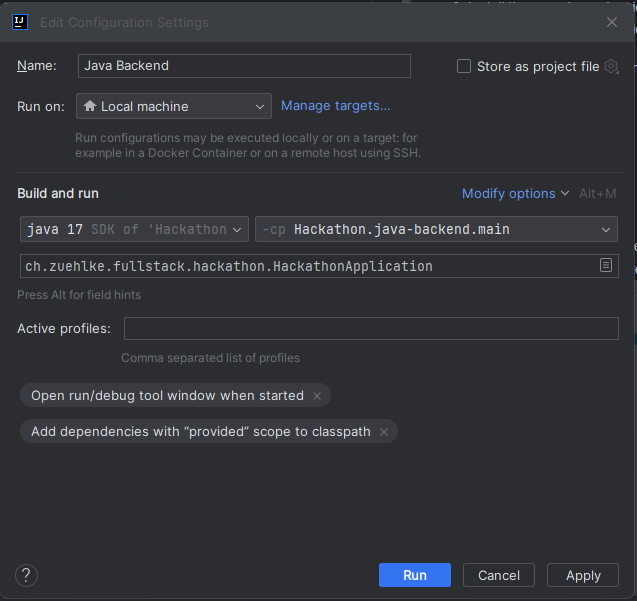 IJ Edit Configuration Settings
Name: Java Backend Store as project file
Run on: Local machine Manage targets...
Run configurations may be executed locally or on a target: for
example in a Docker Container or on a remote host using SSH.
Build and run Modify options Alt+M
java 17 SDK of 'Hackathon -cp Hackathon.java-backend.main
ch.zuehlke.fullstack.hackathon.HackathonApplication
Press Alt for field hints
Active profiles:
Comma separated list of profiles
Open run/debug tool window when started
Add dependencies with “provided” scope to classpath
? Run Cancel Apply